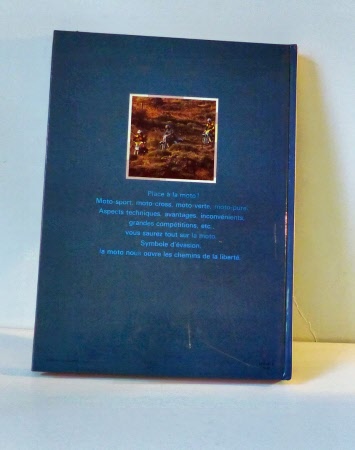 Place à la moto !
Moto-sport, moto-cross, moto-verte, moto-pure.
Aspects techniques, avantages, inconvénients,
grandes compétitions, etc...
vous saurez tout sur la moto.
Symbole d'évasion,
la moto nous ouvre les chemins de la liberté.